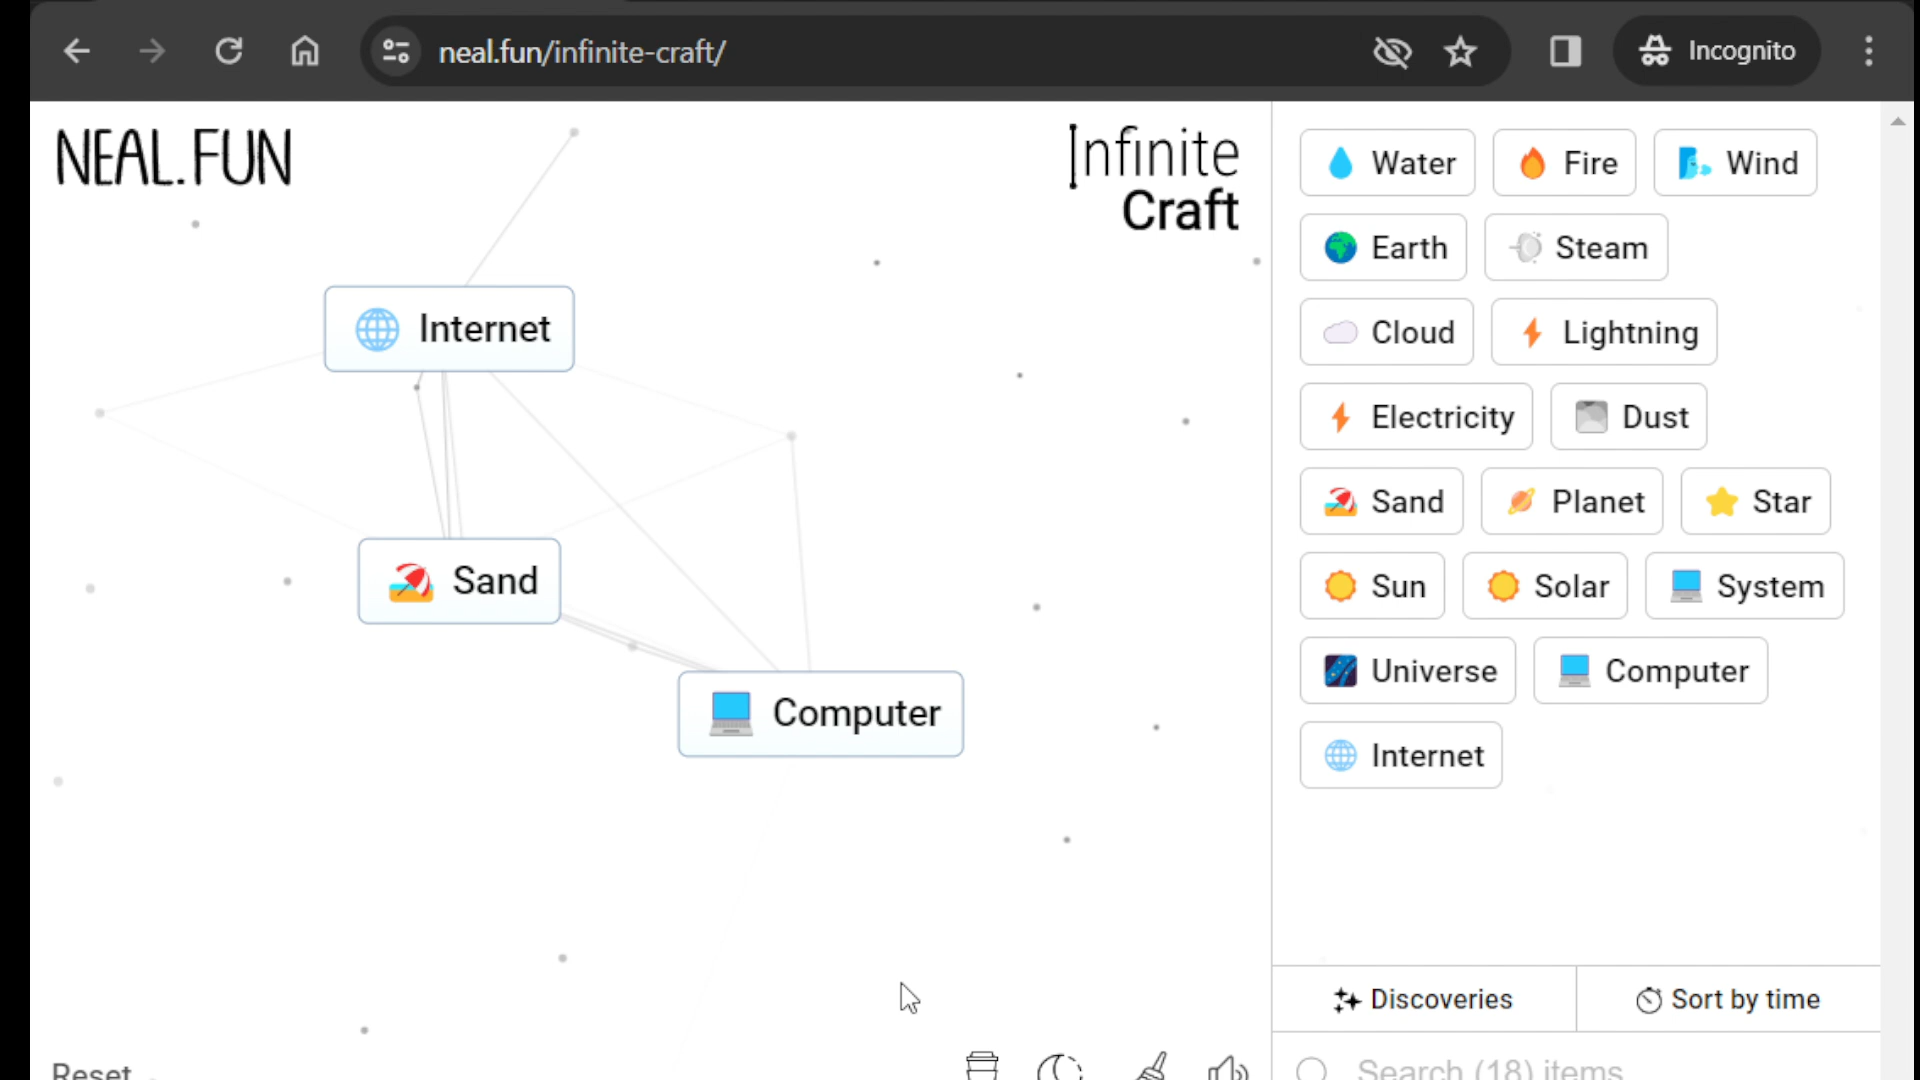 neal.fun/infinite-craft/
Incognito
NEAL.FUN
Infinite
Craft
Internet
Sand
Computer
Water
Fire
Wind
Earth
Steam
Cloud
Lightning
Electricity
Dust
Sand
Planet
Star
Sun
Solar
System
Universe
Computer
Internet
Discoveries
Sort by time
Reset
Search (18) items